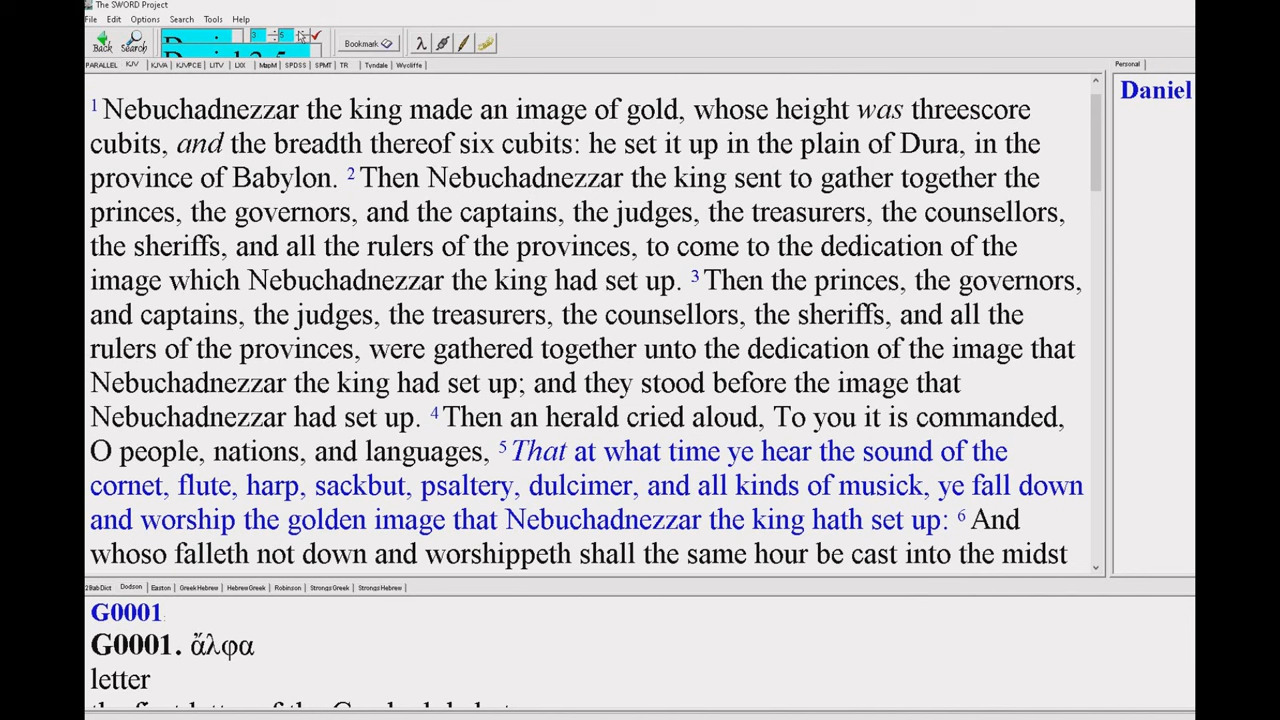 The SWORD Project
File Edit Options Search Tools Help
Back Search 3 5 Bookmark λ
PARALLEL KJV KJVA KJVPCE LITV LXX MapM SPDSS SPMT TR Tyndale Wycliffe
Personal
Daniel
1 Nebuchadnezzar the king made an image of gold, whose height was threescore
cubits, and the breadth thereof six cubits: he set it up in the plain of Dura, in the
province of Babylon. 2 Then Nebuchadnezzar the king sent to gather together the
princes, the governors, and the captains, the judges, the treasurers, the counsellors,
the sheriffs, and all the rulers of the provinces, to come to the dedication of the
image which Nebuchadnezzar the king had set up. 3 Then the princes, the governors,
and captains, the judges, the treasurers, the counsellors, the sheriffs, and all the
rulers of the provinces, were gathered together unto the dedication of the image that
Nebuchadnezzar the king had set up; and they stood before the image that
Nebuchadnezzar had set up. 4 Then an herald cried aloud, To you it is commanded,
O people, nations, and languages, 5 That at what time ye hear the sound of the
cornet, flute, harp, sackbut, psaltery, dulcimer, and all kinds of musick, ye fall down
and worship the golden image that Nebuchadnezzar the king hath set up: 6 And
whoso falleth not down and worshippeth shall the same hour be cast into the midst
2BabDict Dodson Easton GreekHebrew HebrewGreek Robinson StrongsGreek StrongsHebrew
G0001
G0001. ἄλφα
letter